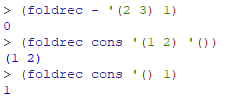 > (foldrec - '(2 3) 1)
0
> (foldrec cons '(1 2) '())
(1 2)
> (foldrec cons '() 1)
1